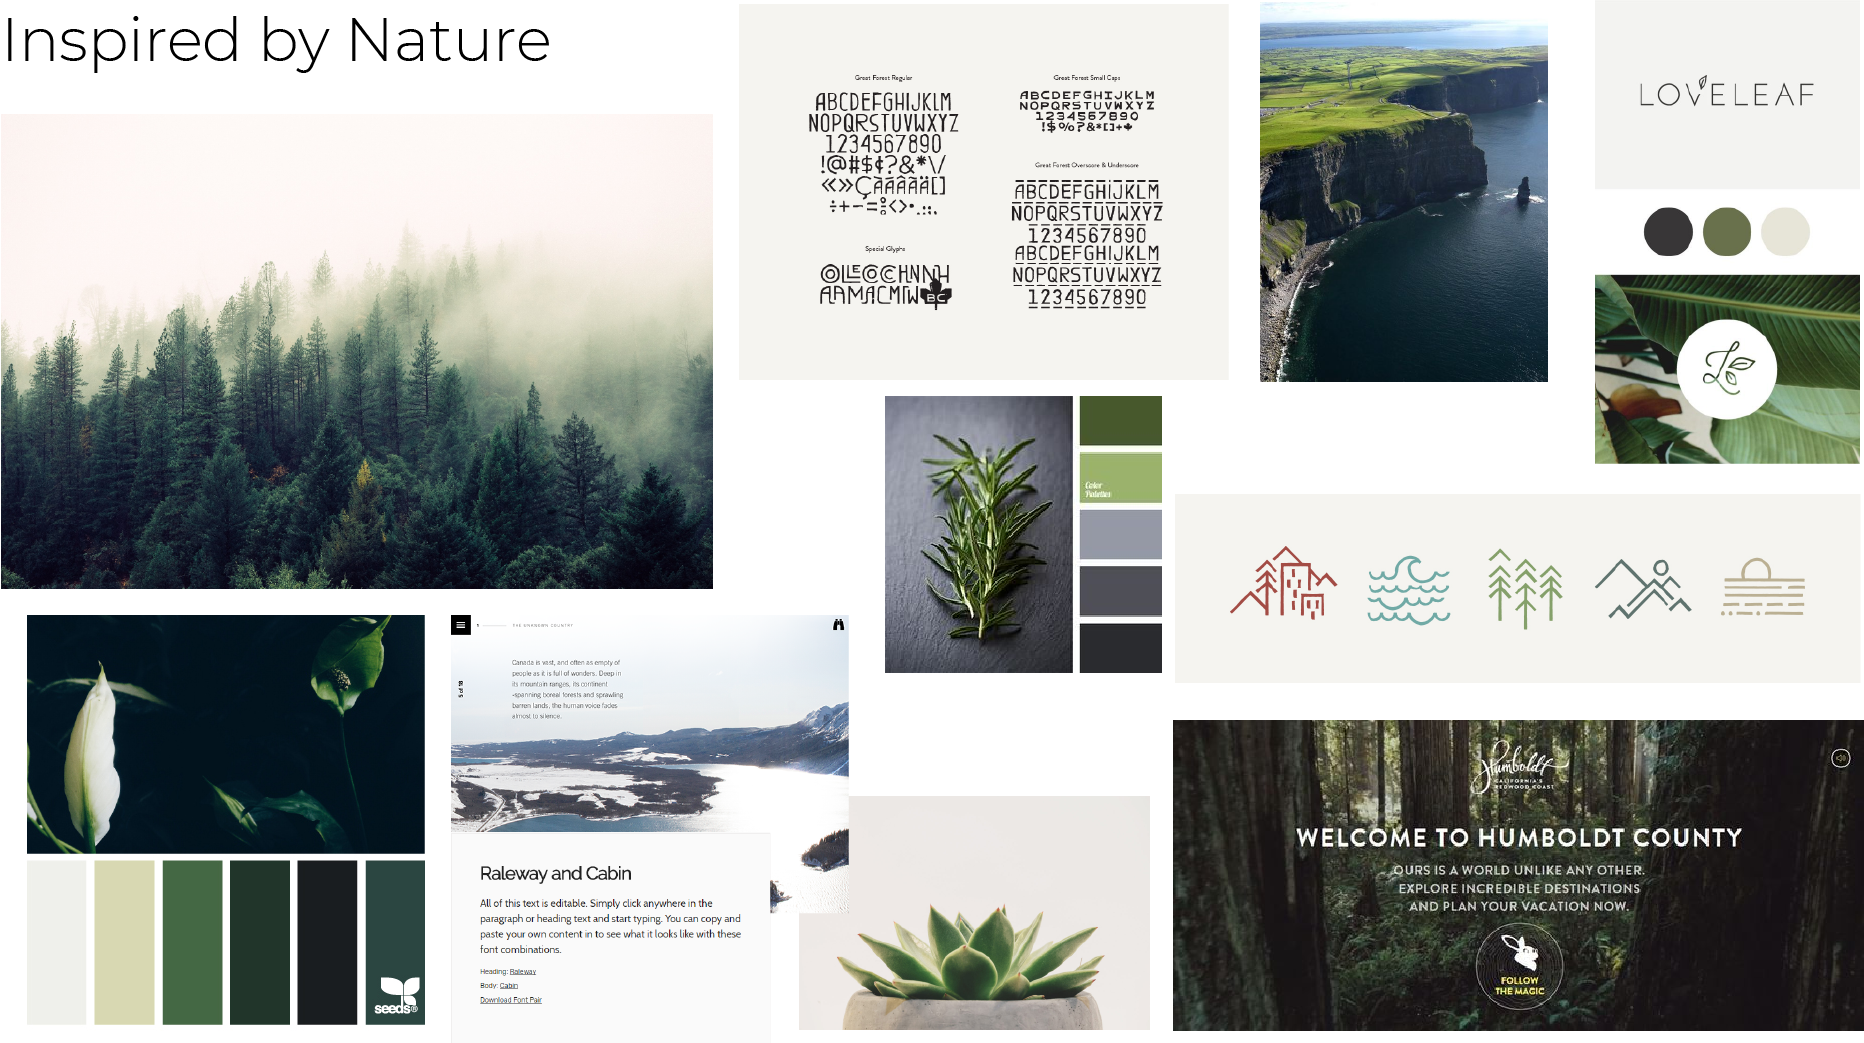 Inspired by Nature
Great Forest Regular
ABCDEFGHIJKLM
NOPQRSTUVWXYZ
1234567890
!@#$¢?&*\/
«»ÇÀÁÂÃÄ[]
÷+-=:<>•.:,
Special Glyphs
BC
Great Forest Small Caps
ABCDEFGHIJKLM
NOPQRSTUVWXYZ
1234567890
!$%?&*[]+
Great Forest Overscore & Underscore
ABCDEFGHIJKLM
NOPQRSTUVWXYZ
1234567890
ABCDEFGHIJKLM
NOPQRSTUVWXYZ
1234567890
LOVELEAF
L
Color
Palettes
seeds®
5 of 18
THE UNKNOWN COUNTRY
Canada is vast, and often as empty of
people as it is full of wonders. Deep in
its mountain ranges, its continent
-spanning boreal forests and sprawling
barren lands, the human voice fades
almost to silence.
Raleway and Cabin
All of this text is editable. Simply click anywhere in the
paragraph or heading text and start typing. You can copy and
paste your own content in to see what it looks like with these
font combinations.
Heading: Raleway
Body: Cabin
Download Font Pair
Humboldt
CALIFORNIA'S
REDWOOD COAST
WELCOME TO HUMBOLDT COUNTY
OURS IS A WORLD UNLIKE ANY OTHER.
EXPLORE INCREDIBLE DESTINATIONS
AND PLAN YOUR VACATION NOW.
FOLLOW
THE MAGIC